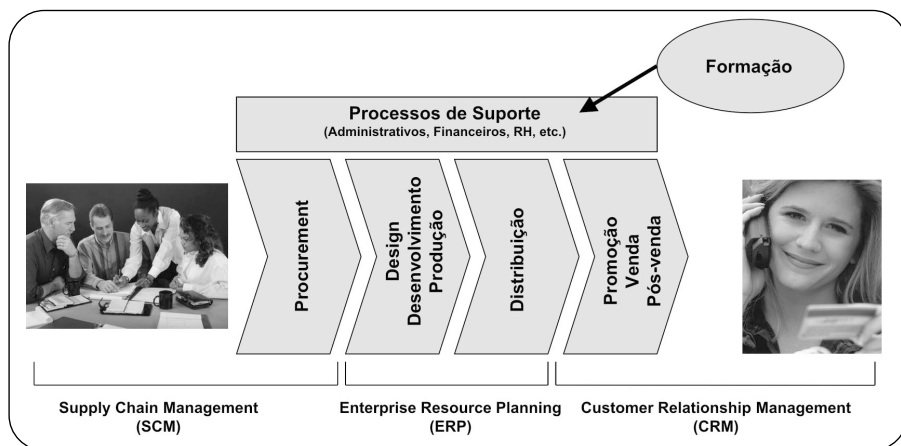 Formação
Processos de Suporte
(Administrativos, Financeiros, RH, etc.)
Procurement
Design
Desenvolvimento
Produção
Distribuição
Promoção
Venda
Pós-venda
Supply Chain Management
(SCM)
Enterprise Resource Planning
(ERP)
Customer Relationship Management
(CRM)